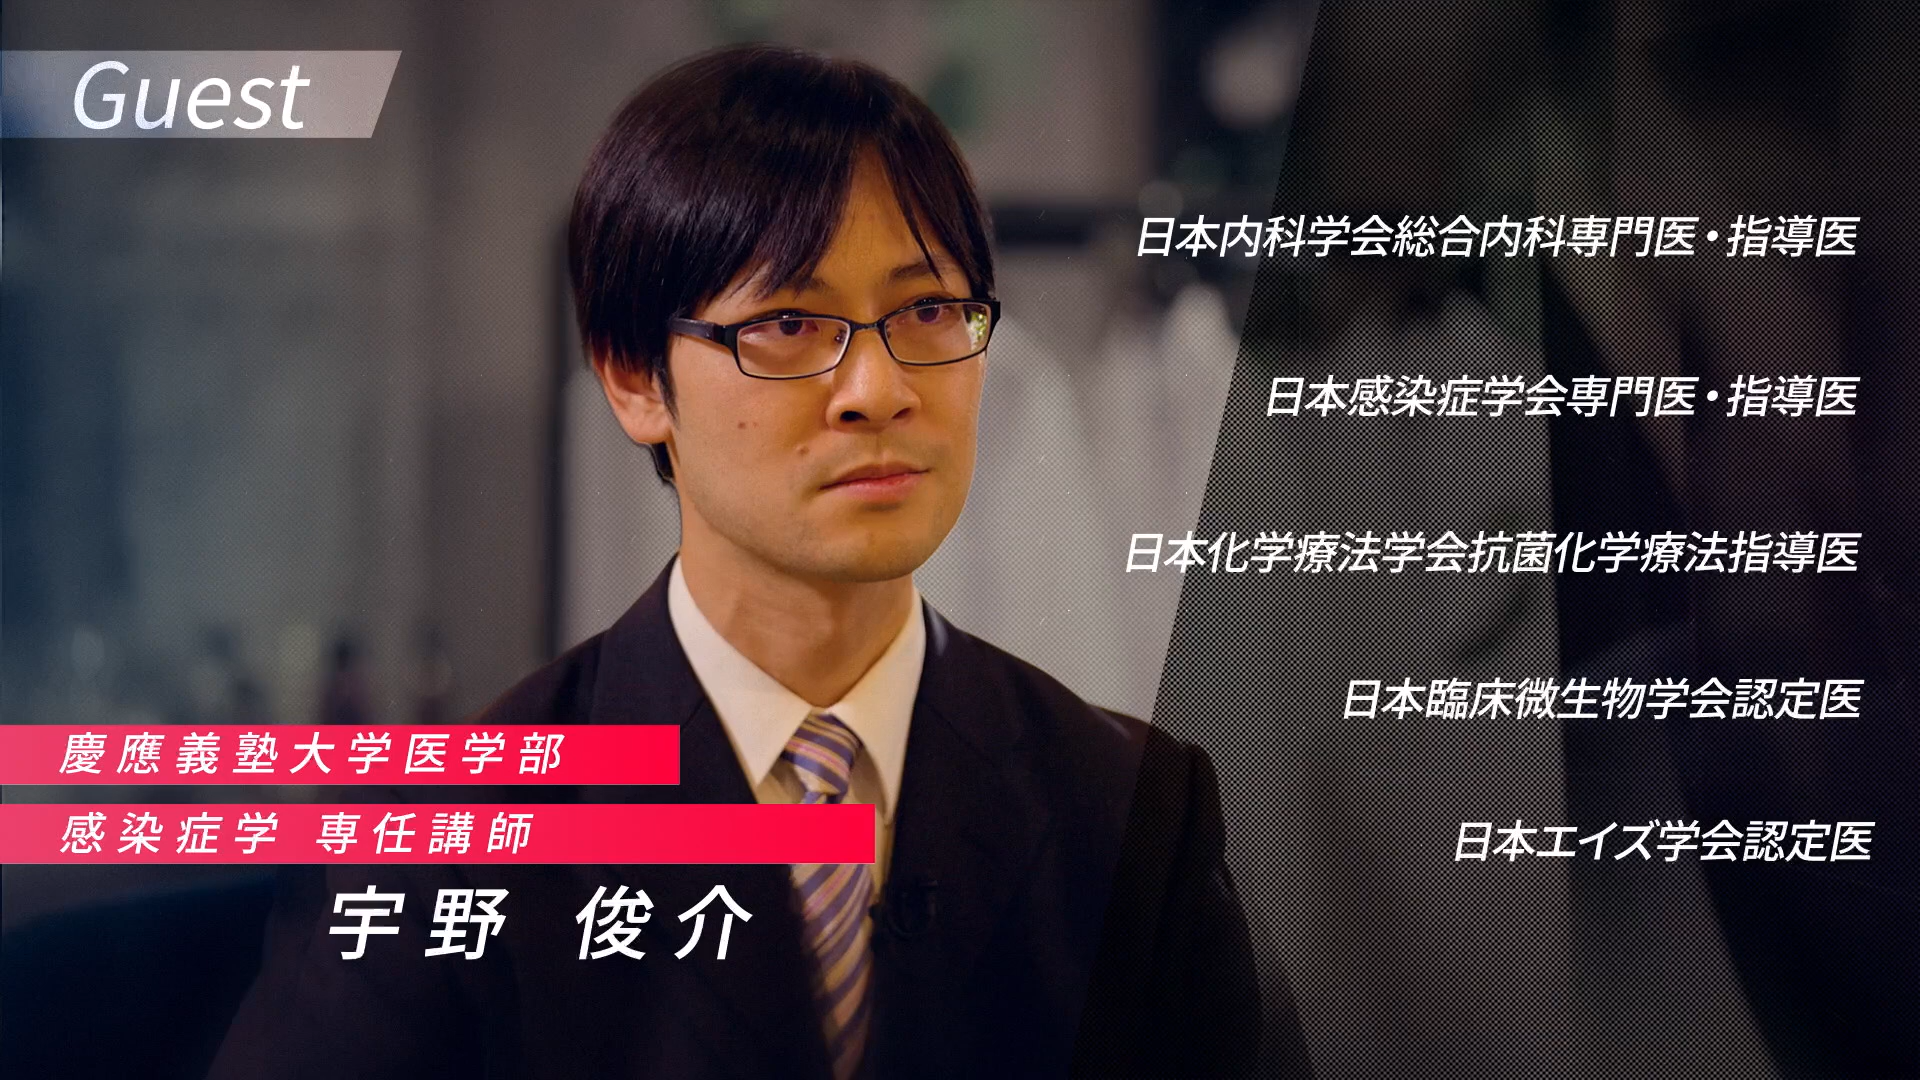 Guest
日本内科学会総合内科専門医・指導医
日本感染症学会専門医・指導医
日本化学療法学会抗菌化学療法指導医
日本臨床微生物学会認定医
日本エイズ学会認定医
慶應義塾大学医学部
感染症学 専任講師
宇野 俊介